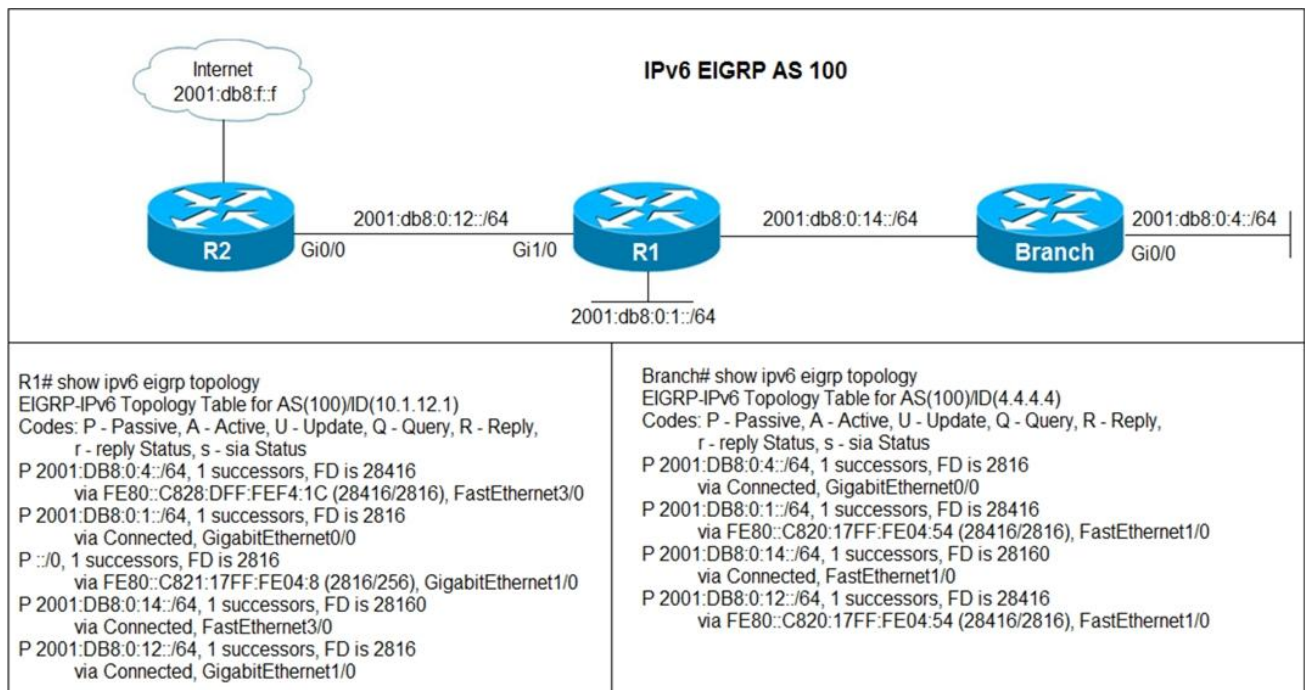 Internet
2001:db8:f::f
IPv6 EIGRP AS 100
2001:db8:0:12::/64
2001:db8:0:14::/64
2001:db8:0:4::/64
R2
Gi0/0
Gi1/0
R1
Branch
Gi0/0
2001:db8:0:1::/64
R1# show ipv6 eigrp topology
EIGRP-IPv6 Topology Table for AS(100)/ID(10.1.12.1)
Codes: P - Passive, A - Active, U - Update, Q - Query, R - Reply,
r - reply Status, s - sia Status
P 2001:DB8:0:4::/64, 1 successors, FD is 28416
via FE80::C828:DFF:FEF4:1C (28416/2816), FastEthernet3/0
P 2001:DB8:0:1::/64, 1 successors, FD is 2816
via Connected, GigabitEthernet0/0
P ::/0, 1 successors, FD is 2816
via FE80::C821:17FF:FE04:8 (2816/256), GigabitEthernet1/0
P 2001:DB8:0:14::/64, 1 successors, FD is 28160
via Connected, FastEthernet3/0
P 2001:DB8:0:12::/64, 1 successors, FD is 2816
via Connected, GigabitEthernet1/0
Branch# show ipv6 eigrp topology
EIGRP-IPv6 Topology Table for AS(100)/ID(4.4.4.4)
Codes: P - Passive, A - Active, U - Update, Q - Query, R - Reply,
r - reply Status, s - sia Status
P 2001:DB8:0:4::/64, 1 successors, FD is 2816
via Connected, GigabitEthernet0/0
P 2001:DB8:0:1::/64, 1 successors, FD is 28416
via FE80::C820:17FF:FE04:54 (28416/2816), FastEthernet1/0
P 2001:DB8:0:14::/64, 1 successors, FD is 28160
via Connected, FastEthernet1/0
P 2001:DB8:0:12::/64, 1 successors, FD is 28416
via FE80::C820:17FF:FE04:54 (28416/2816), FastEthernet1/0